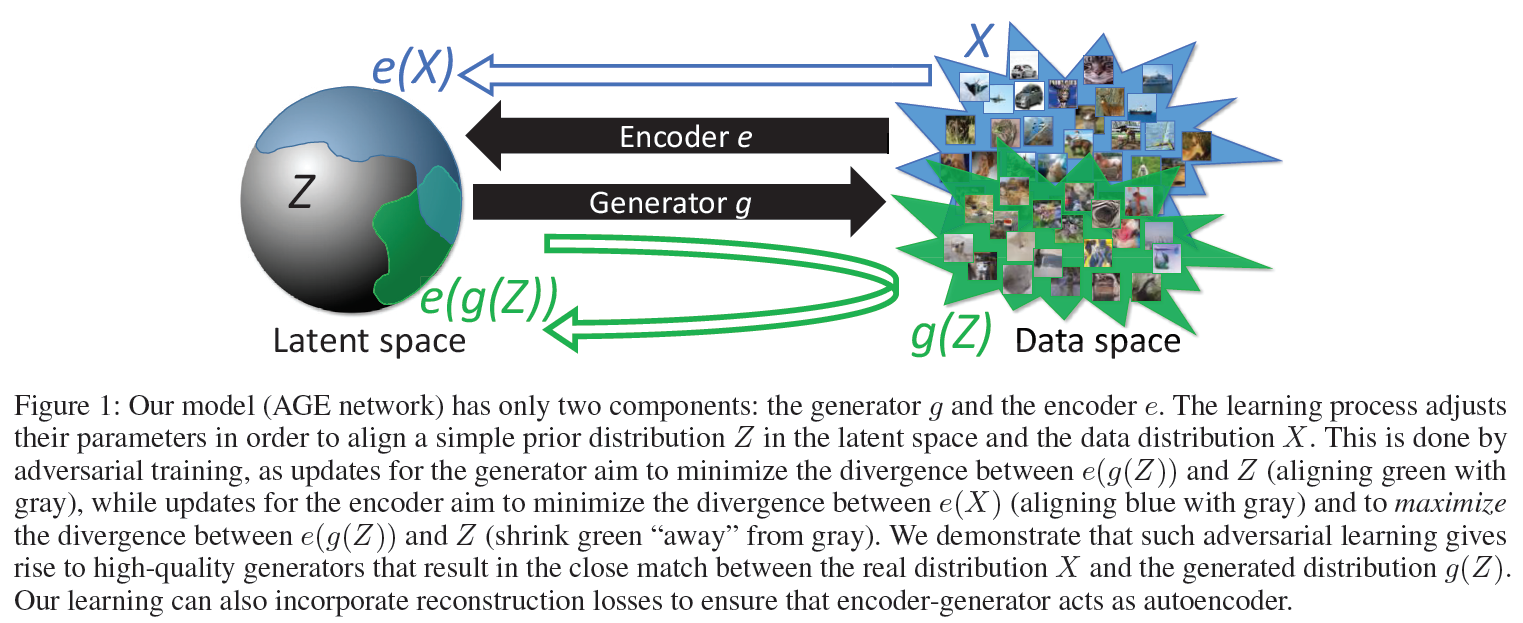 X
e(X)
Encoder e
Z
Generator g
e(g(Z))
g(Z)
Latent space
Data space
Figure 1: Our model (AGE network) has only two components: the generator g and the encoder e. The learning process adjusts
their parameters in order to align a simple prior distribution Z in the latent space and the data distribution X. This is done by
adversarial training, as updates for the generator aim to minimize the divergence between e(g(Z)) and Z (aligning green with
gray), while updates for the encoder aim to minimize the divergence between e(X) (aligning blue with gray) and to maximize
the divergence between e(g(Z)) and Z (shrink green “away” from gray). We demonstrate that such adversarial learning gives
rise to high-quality generators that result in the close match between the real distribution X and the generated distribution g(Z).
Our learning can also incorporate reconstruction losses to ensure that encoder-generator acts as autoencoder.